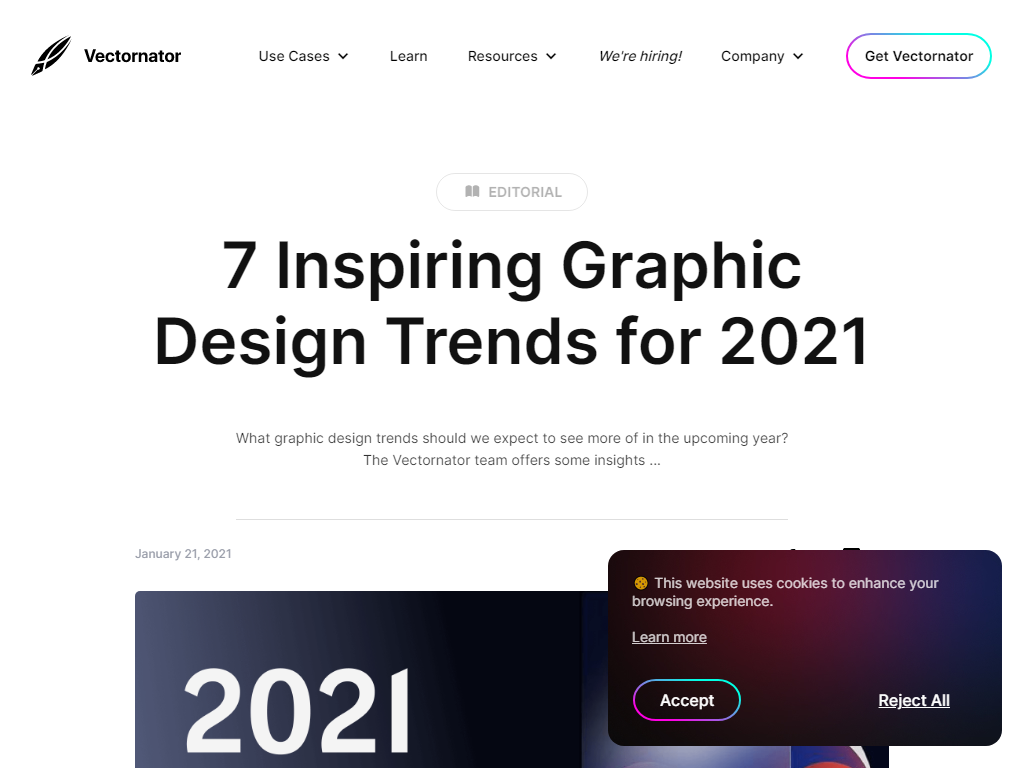 Vectornator
Use Cases
Learn
Resources
We're hiring!
Company
Get Vectornator
EDITORIAL
7 Inspiring Graphic
Design Trends for 2021
What graphic design trends should we expect to see more of in the upcoming year?
The Vectornator team offers some insights ...
January 21, 2021
2021
This website uses cookies to enhance your
browsing experience.
Learn more
Accept
Reject All